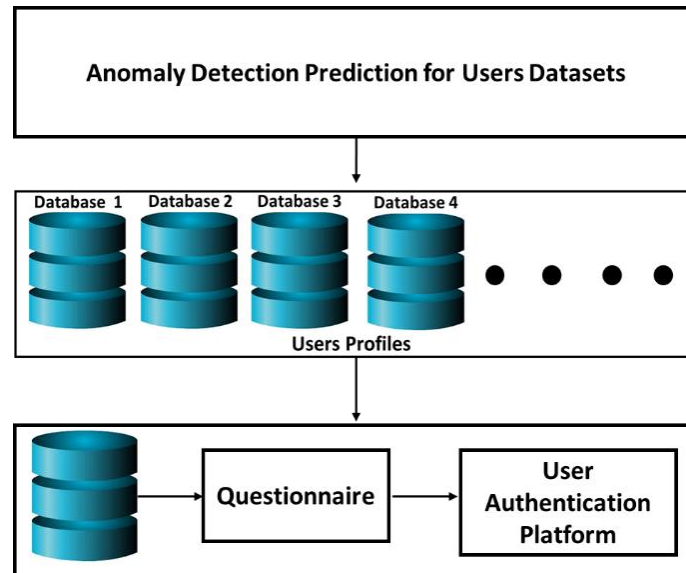 Anomaly Detection Prediction for Users Datasets
Database 1 Database 2 Database 3 Database 4
Users Profiles
Questionnaire
User
Authentication
Platform